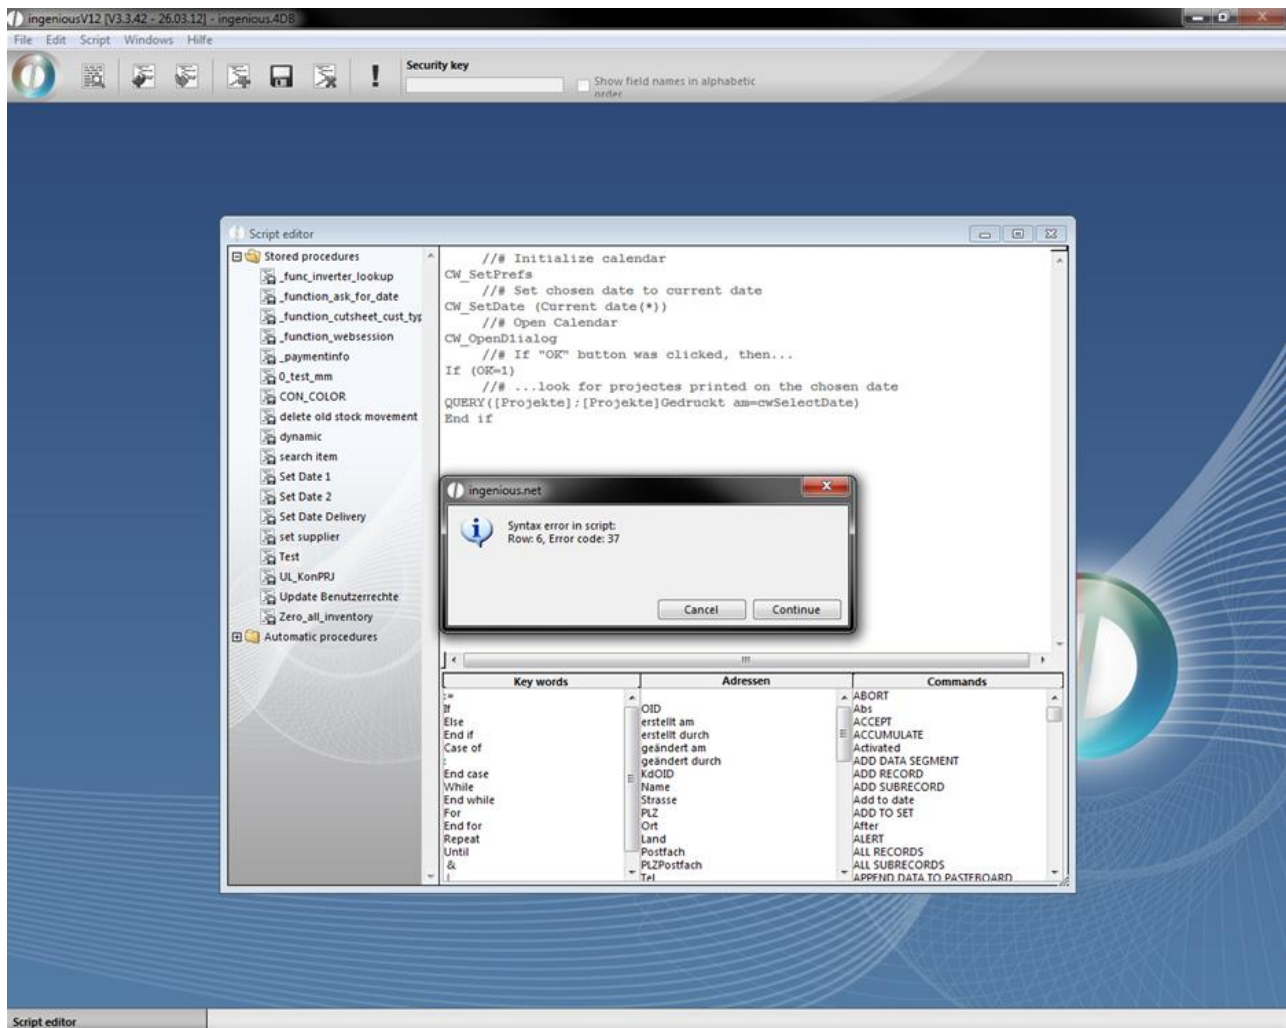 ingeniousV12 [V3.3.42 - 26.03.12] - ingenious.4DB
File Edit Script Windows Hilfe
Security key
Show field names in alphabetic
order
Script editor
Stored procedures
_func_inverter_lookup
_function_ask_for_date
_function_cutsheet_cust_typ
_function_websession
_paymentinfo
0_test_mm
CON_COLOR
delete old stock movement
dynamic
search item
Set Date 1
Set Date 2
Set Date Delivery
set supplier
Test
UL_KonPRJ
Update Benutzerrechte
Zero_all_inventory
Automatic procedures
//# Initialize calendar
CW_SetPrefs
//# Set chosen date to current date
CW_SetDate (Current date(*))
//# Open Calendar
CW_OpenD1ialog
//# If "OK" button was clicked, then...
If (OK=1)
//# ...look for projectes printed on the chosen date
QUERY([Projekte];[Projekte]Gedruckt am=cwSelectDate)
End if
ingenious.net
Syntax error in script:
Row: 6, Error code: 37
Cancel Continue
Key words
:=
If
Else
End if
Case of
:
End case
While
End while
For
End for
Repeat
Until
&
|
Adressen
OID
erstellt am
erstellt durch
geändert am
geändert durch
KdOID
Name
Strasse
PLZ
Ort
Land
Postfach
PLZPostfach
Tel
Commands
ABORT
Abs
ACCEPT
ACCUMULATE
Activated
ADD DATA SEGMENT
ADD RECORD
ADD SUBRECORD
Add to date
ADD TO SET
After
ALERT
ALL RECORDS
ALL SUBRECORDS
APPEND DATA TO PASTEBOARD
Script editor